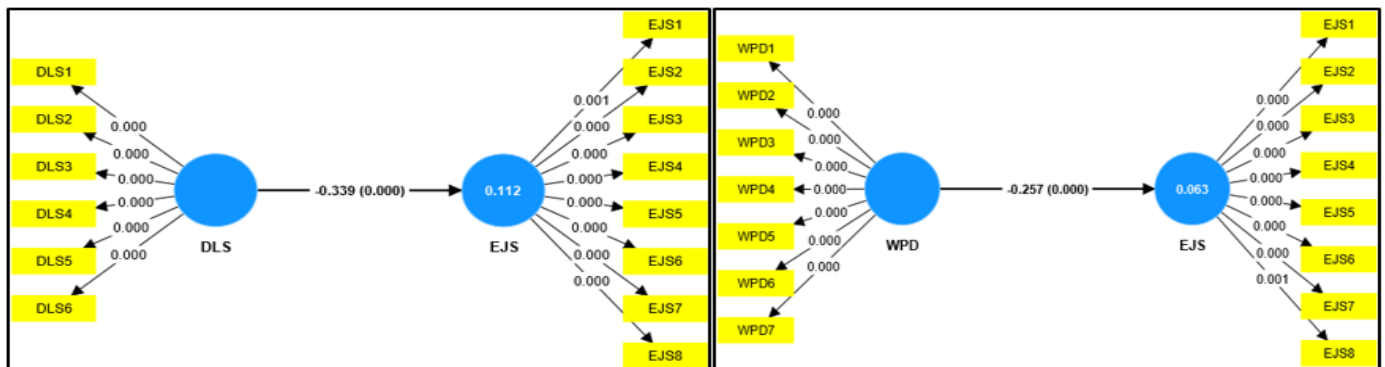 DLS1
DLS2
DLS3
DLS4
DLS5
DLS6
0.000
0.000
0.000
0.000
0.000
0.000
DLS
-0.339 (0.000)
0.112
EJS
0.001
0.000
0.000
0.000
0.000
0.000
0.000
0.000
EJS1
EJS2
EJS3
EJS4
EJS5
EJS6
EJS7
EJS8
WPD1
WPD2
WPD3
WPD4
WPD5
WPD6
WPD7
0.000
0.000
0.000
0.000
0.000
0.000
0.000
WPD
-0.257 (0.000)
0.063
EJS
0.000
0.000
0.000
0.000
0.000
0.000
0.000
0.001
EJS1
EJS2
EJS3
EJS4
EJS5
EJS6
EJS7
EJS8